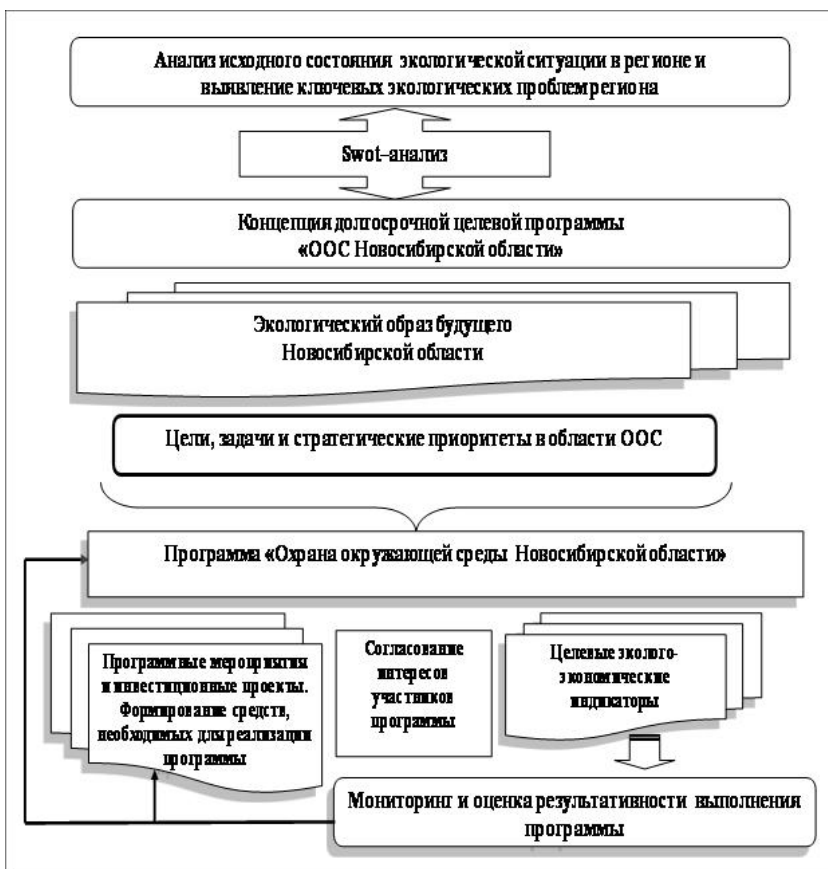 Анализ исходного состояния экологической ситуации в регионе и
выявление ключевых экологических проблем региона
Swot–анализ
Концепция долгосрочной целевой программы
«ООС Новосибирской области»
Экологический образ будущего
Новосибирской области
Цели, задачи и стратегические приоритеты в области ООС
Программа «Охрана окружающей среды Новосибирской области»
Программные мероприятия
и инвестиционные проекты.
Формирование средств,
необходимых для реализации
программы
Согласование
интересов
участников
программы
Целевые эколого-
экономические
индикаторы
Мониторинг и оценка результативности выполнения
программы